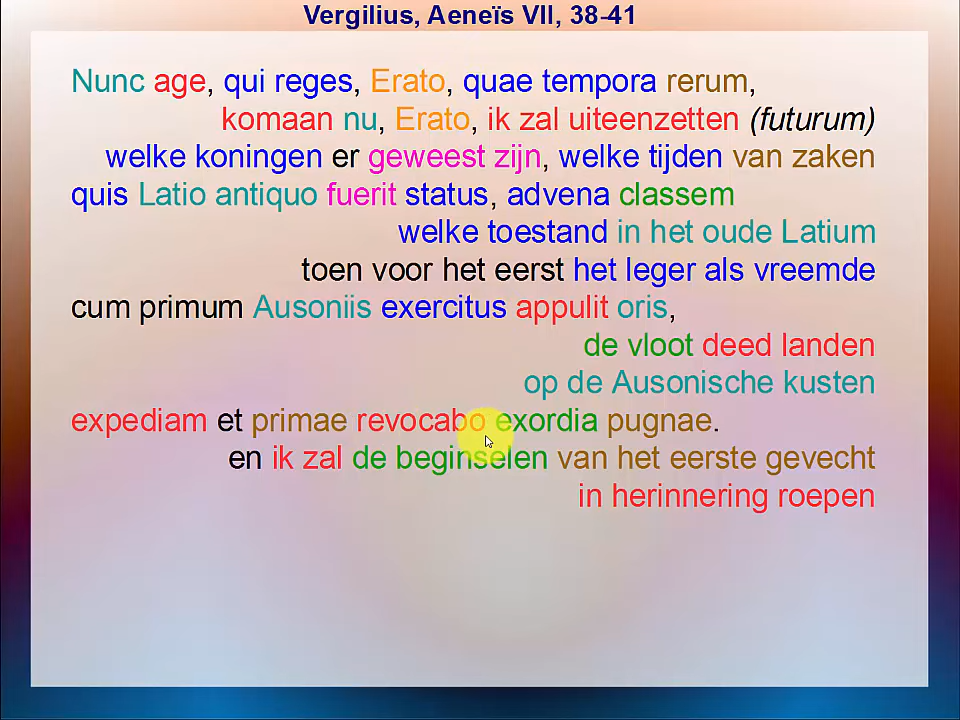 Vergilius, Aeneïs VII, 38-41
Nunc age, qui reges, Erato, quae tempora rerum,
komaan nu, Erato, ik zal uiteenzetten (futurum)
welke koningen er geweest zijn, welke tijden van zaken
quis Latio antiquo fuerit status, advena classem
welke toestand in het oude Latium
toen voor het eerst het leger als vreemde
cum primum Ausoniis exercitus appulit oris,
de vloot deed landen
op de Ausonische kusten
expediam et primae revocabo exordia pugnae.
en ik zal de beginselen van het eerste gevecht
in herinnering roepen